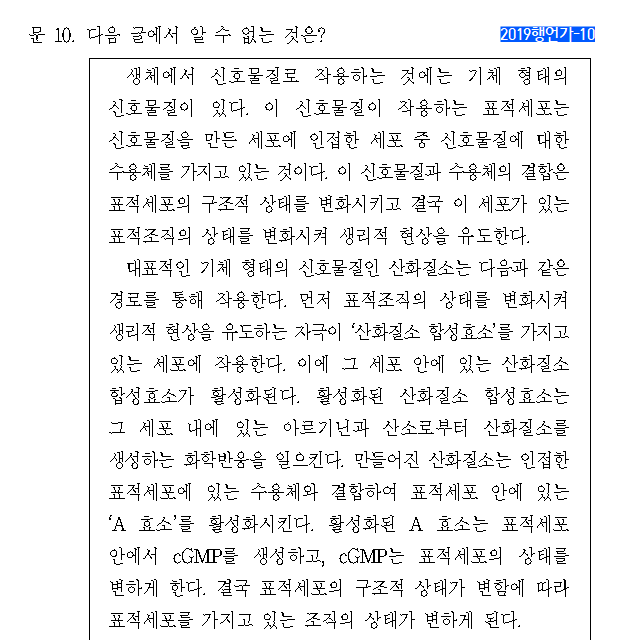 문 10. 다음 글에서 알 수 없는 것은?
2019행언가-10
생체에서 신호물질로 작용하는 것에는 기체 형태의
신호물질이 있다. 이 신호물질이 작용하는 표적세포는
신호물질을 만든 세포에 인접한 세포 중 신호물질에 대한
수용체를 가지고 있는 것이다. 이 신호물질과 수용체의 결합은
표적세포의 구조적 상태를 변화시키고 결국 이 세포가 있는
표적조직의 상태를 변화시켜 생리적 현상을 유도한다.
대표적인 기체 형태의 신호물질인 산화질소는 다음과 같은
경로를 통해 작용한다. 먼저 표적조직의 상태를 변화시켜
생리적 현상을 유도하는 자극이 ‘산화질소 합성효소’를 가지고
있는 세포에 작용한다. 이에 그 세포 안에 있는 산화질소
합성효소가 활성화된다. 활성화된 산화질소 합성효소는
그 세포 내에 있는 아르기닌과 산소로부터 산화질소를
생성하는 화학반응을 일으킨다. 만들어진 산화질소는 인접한
표적세포에 있는 수용체와 결합하여 표적세포 안에 있는
‘A 효소’를 활성화시킨다. 활성화된 A 효소는 표적세포
안에서 cGMP를 생성하고, cGMP는 표적세포의 상태를
변하게 한다. 결국 표적세포의 구조적 상태가 변함에 따라
표적세포를 가지고 있는 조직의 상태가 변하게 된다.